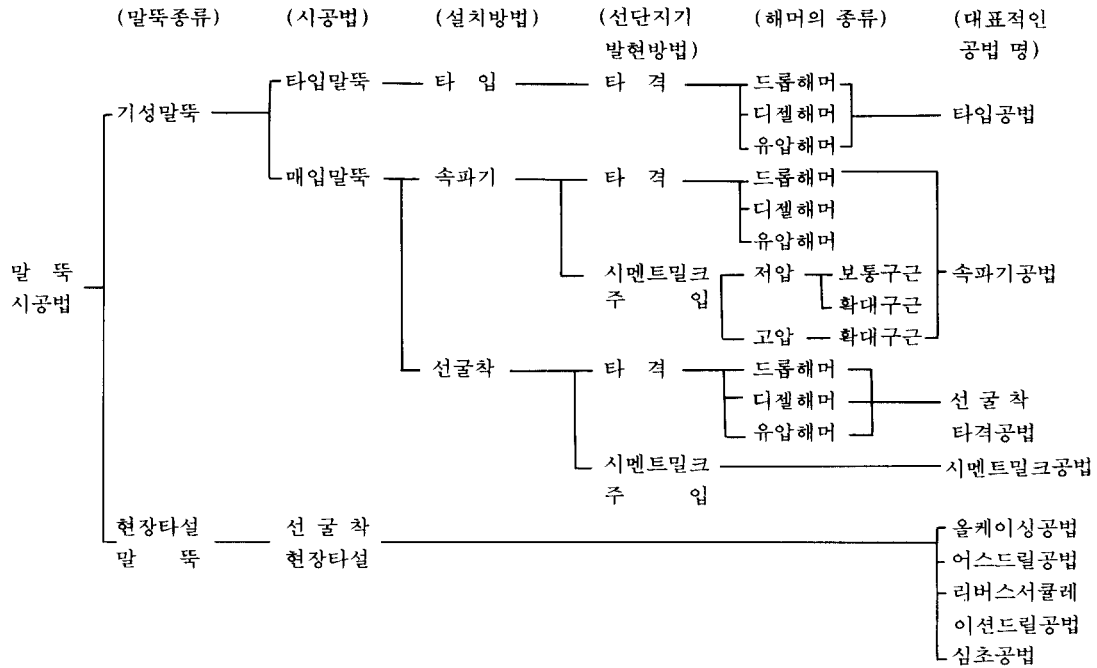 (말뚝종류) (시공법) (설치방법) (선단지기 (해머의 종류) (대표적인
발현방법) 공법 명)
타입말뚝 타 입 타 격 드롭해머
기성말뚝 디젤해머 타입공법
유압해머
매입말뚝 속파기 타 격 드롭해머
디젤해머
유압해머
말 뚝 시멘트밀크 저압 보통구근 속파기공법
시공법 주 입 확대구근
고압 확대구근
선굴착 타 격 드롭해머
디젤해머 선 굴 착
유압해머 타격공법
시멘트밀크 시멘트밀크공법
주 입
현장타설 선 굴 착 올케이싱공법
말 뚝 현장타설 어스드릴공법
리버스서큘레
이션드릴공법
심초공법